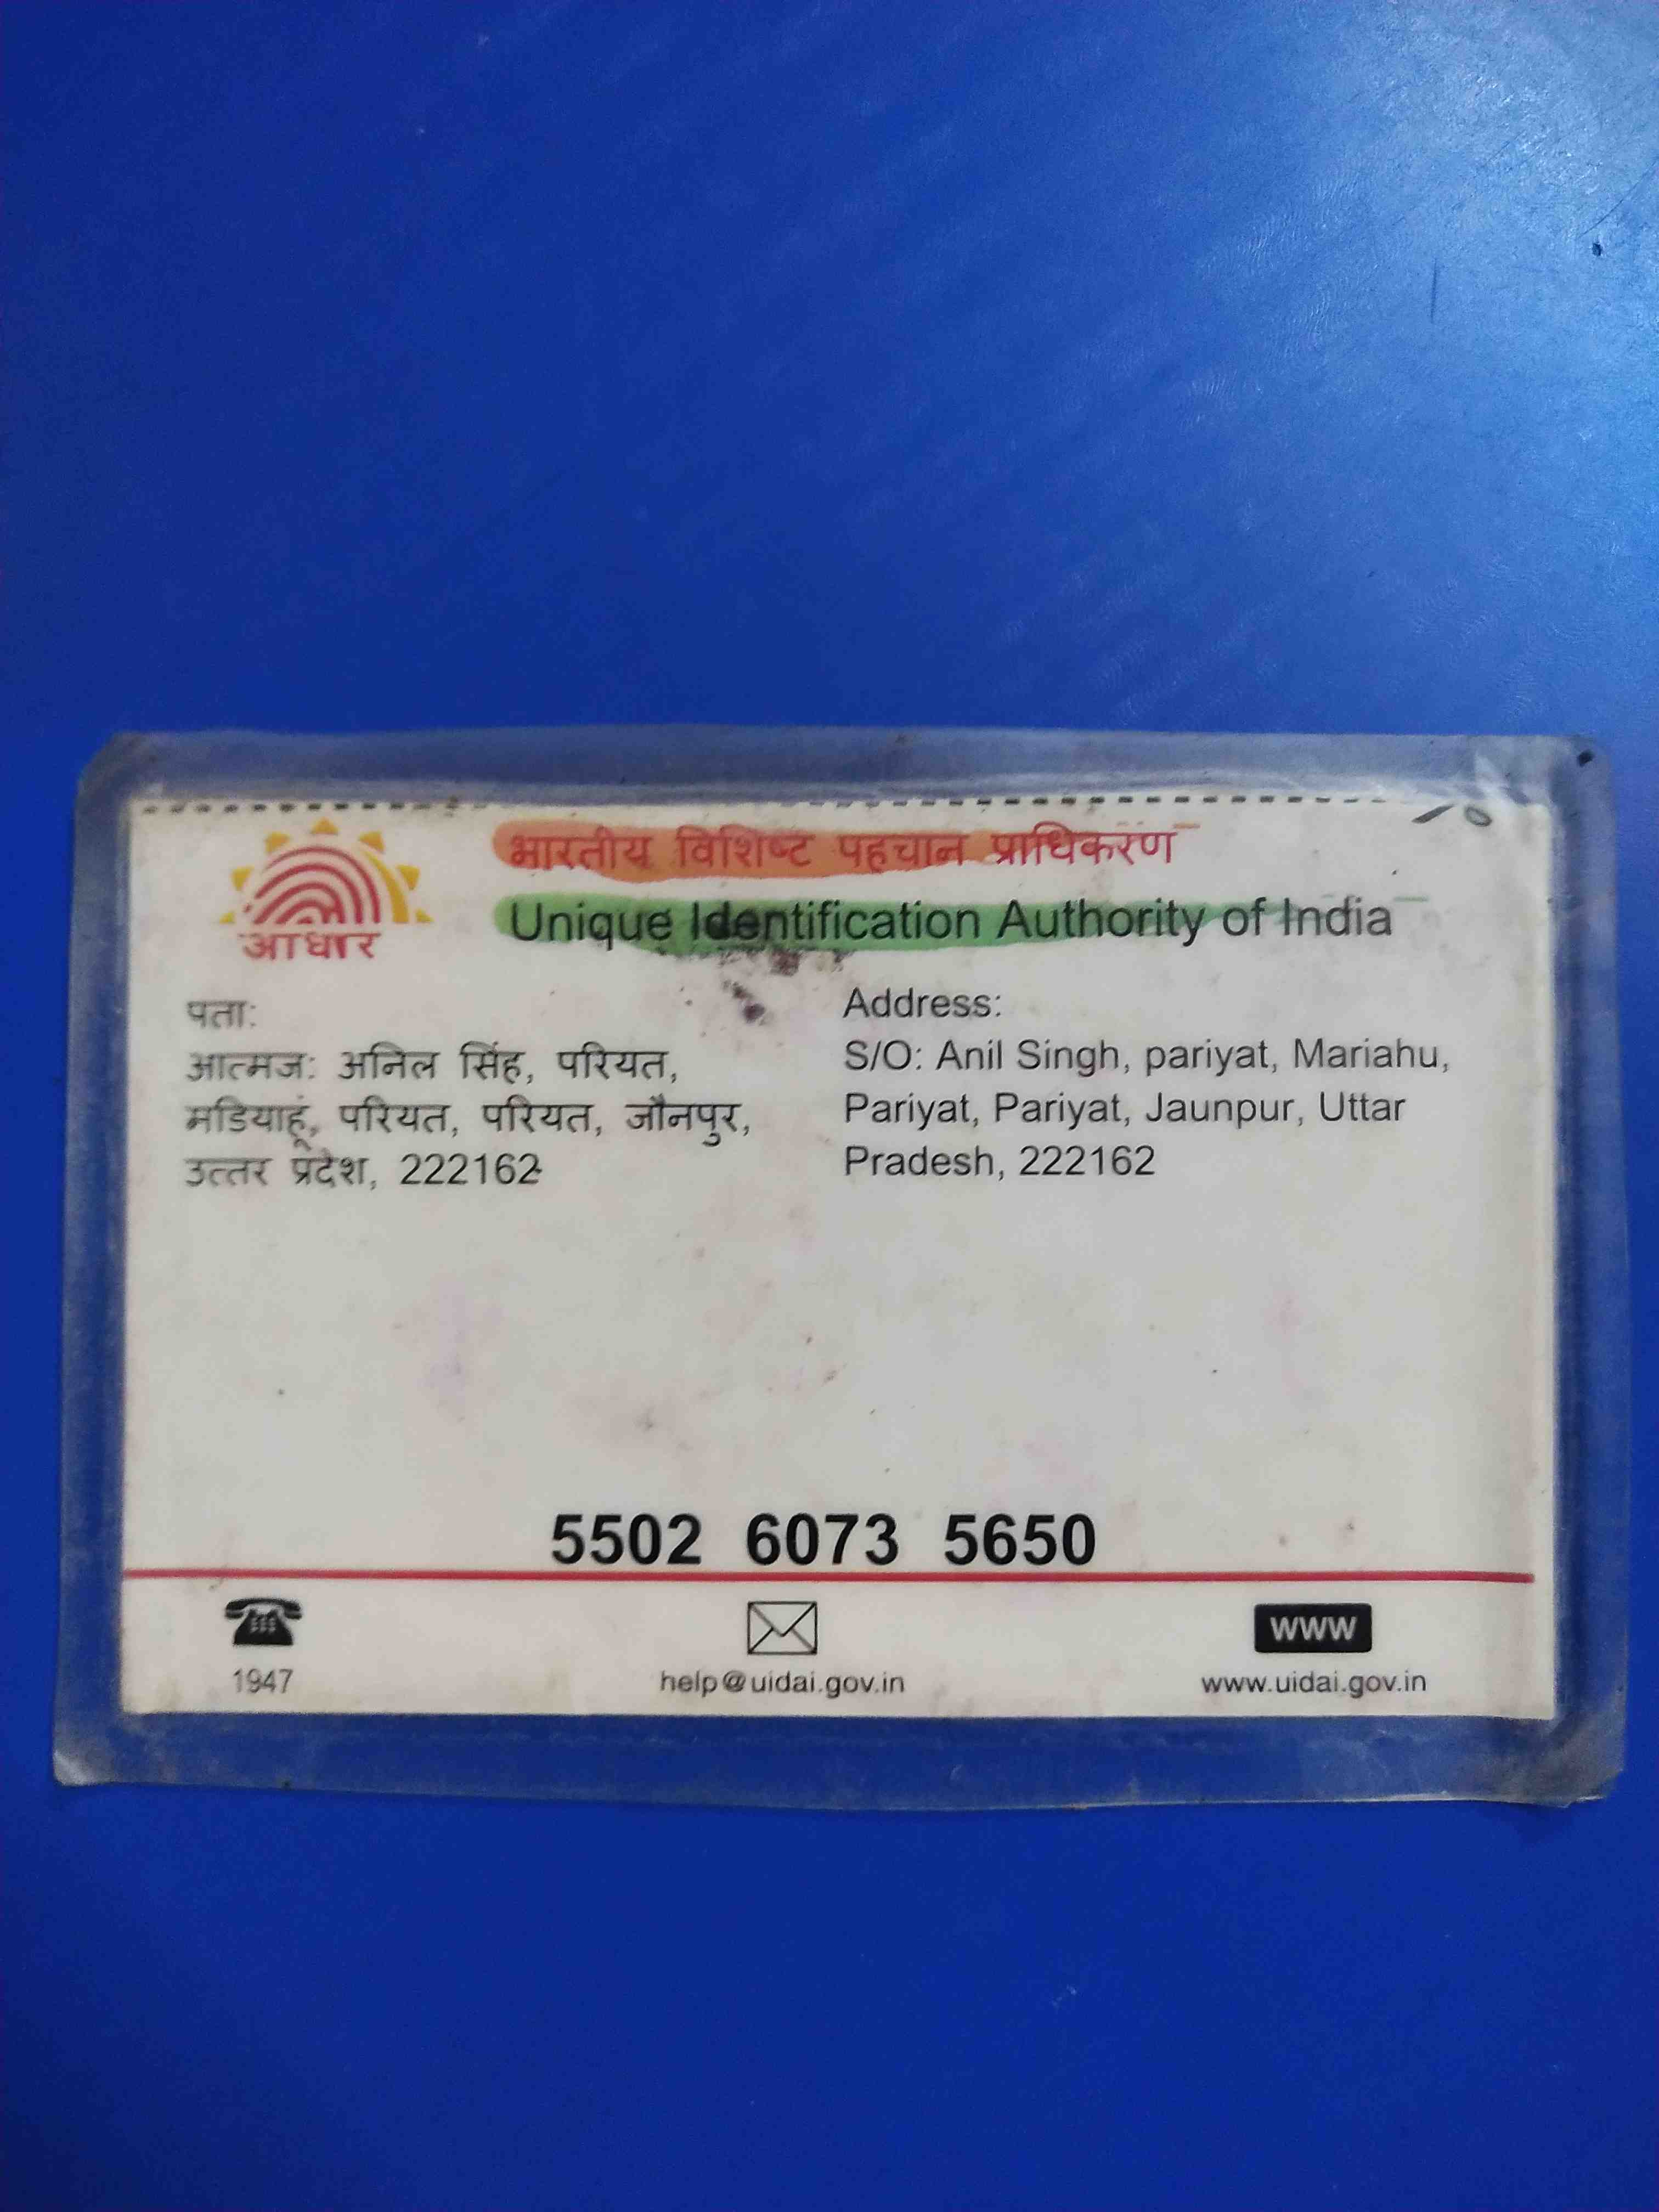 आधार
भारतीय विशिष्ट पहचान प्राधिकरण
Unique Identification Authority of India
पता:
आत्मज: अनिल सिंह, परियत,
मडियाहूं, परियत, परियत, जौनपुर,
उत्तर प्रदेश, 222162
Address:
S/O: Anil Singh, pariyat, Mariahu,
Pariyat, Pariyat, Jaunpur, Uttar
Pradesh, 222162
5502 6073 5650
1947
help@uidai.gov.in
WWW
www.uidai.gov.in